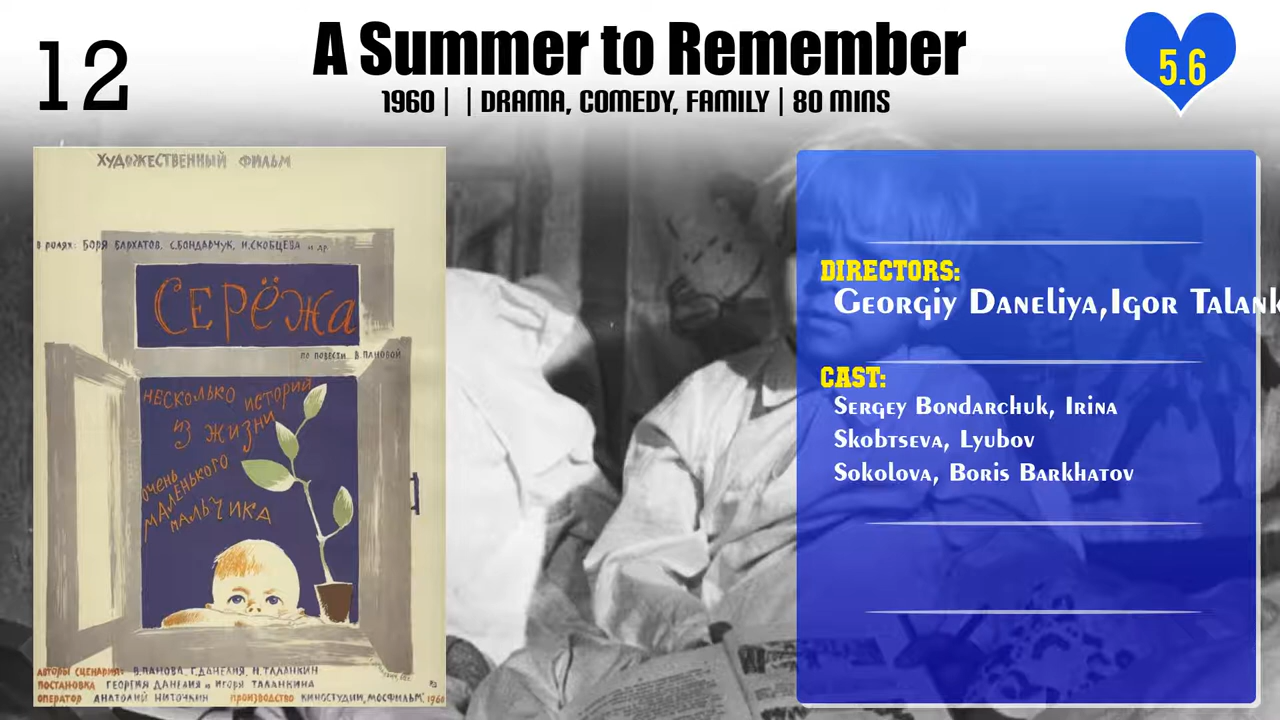 12
A Summer to Remember
1960 | | DRAMA, COMEDY, FAMILY | 80 MINS
5.6
ХУДОЖЕСТВЕННЫЙ ФИЛЬМ
В РОЛЯХ: БОРЯ БАРХАТОВ, С.БОНДАРЧУК, И.СКОБЦЕВА И ДР.
СЕРЁЖА
ПО ПОВЕСТИ В.ПАНОВОЙ
НЕСКОЛЬКО ИСТОРИЙ
ИЗ ЖИЗНИ
ОЧЕНЬ
МАЛЕНЬКОГО
МАЛЬЧИКА
АВТОРЫ СЦЕНАРИЯ: В.ПАНОВА, Г.ДАНЕЛИЯ, И.ТАЛАНКИН
ПОСТАНОВКА ГЕОРГИЯ ДАНЕЛИЯ и ИГОРЯ ТАЛАНКИНА
ОПЕРАТОР АНАТОЛИЙ НИТОЧКИН ПРОИЗВОДСТВО КИНОСТУДИИ „МОСФИЛЬМ", 1960
DIRECTORS:
Georgiy Daneliya,Igor Talank
CAST:
Sergey Bondarchuk, Irina
Skobtseva, Lyubov
Sokolova, Boris Barkhatov